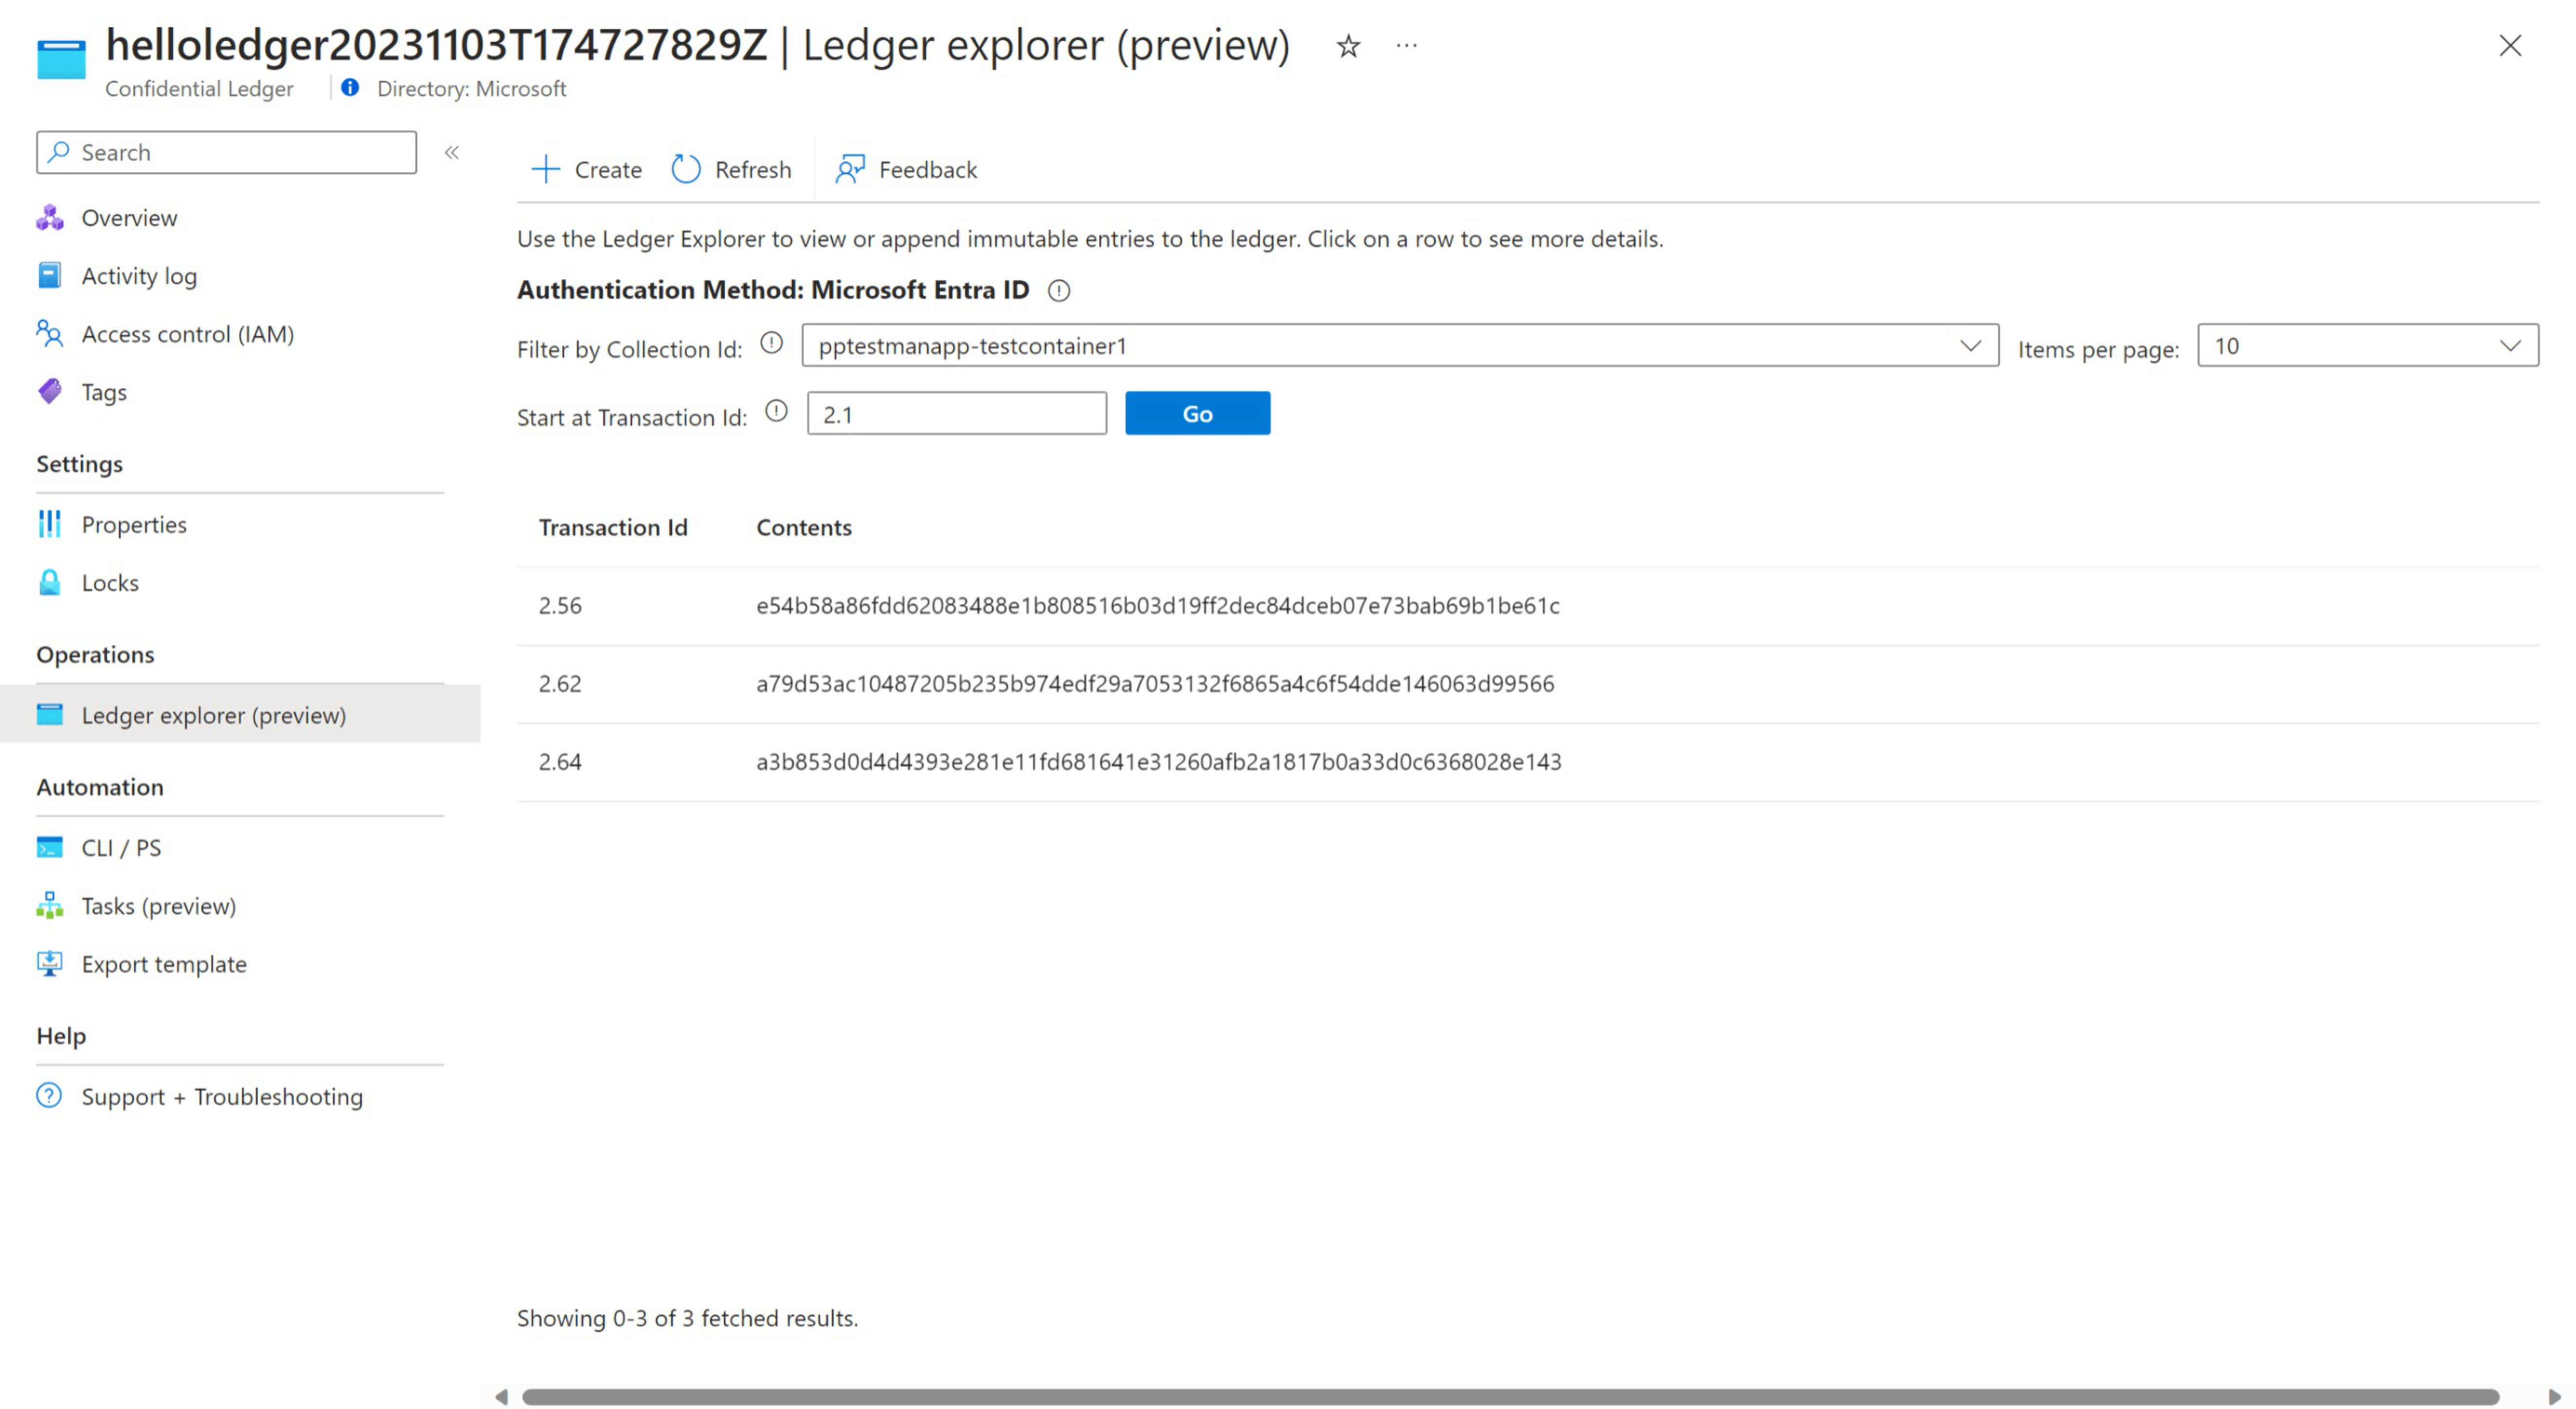 helloledger20231103T174727829Z | Ledger explorer (preview)
Confidential Ledger
Directory: Microsoft
Search
Overview
Activity log
Access control (IAM)
Tags
Settings
Properties
Locks
Operations
Ledger explorer (preview)
Automation
CLI / PS
Tasks (preview)
Export template
Help
Support + Troubleshooting
Create Refresh Feedback
Use the Ledger Explorer to view or append immutable entries to the ledger. Click on a row to see more details.
Authentication Method: Microsoft Entra ID
Filter by Collection Id: pptestmanapp-testcontainer1 Items per page: 10
Start at Transaction Id: 2.1 Go
Transaction Id Contents
2.56 e54b58a86fdd62083488e1b808516b03d19ff2dec84dceb07e73bab69b1be61c
2.62 a79d53ac10487205b235b974edf29a7053132f6865a4c6f54dde146063d99566
2.64 a3b853d0d4d4393e281e11fd681641e31260afb2a1817b0a33d0c6368028e143
Showing 0-3 of 3 fetched results.